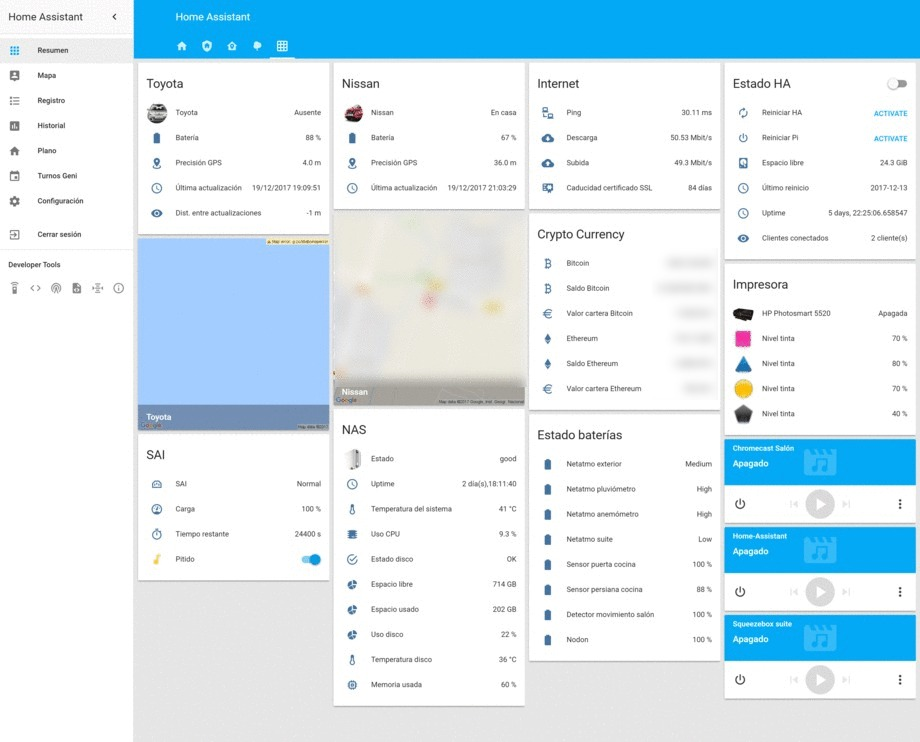 Home Assistant
Resumen
Mapa
Registro
Historial
Plano
Turnos Geni
Configuración
Cerrar sesión
Developer Tools
Home Assistant
Toyota
Toyota Ausente
Batería 88 %
Precisión GPS 4.0 m
Última actualización 19/12/2017 19:09:51
Dist. entre actualizaciones -1 m
Toyota
Google
SAI
SAI Normal
Carga 100 %
Tiempo restante 24400 s
Pitido
Nissan
Nissan En casa
Batería 67 %
Precisión GPS 36.0 m
Última actualización 19/12/2017 21:03:29
Nissan
Google
NAS
Estado good
Uptime 2 día(s),18:11:40
Temperatura del sistema 41 °C
Uso CPU 9.3 %
Estado disco OK
Espacio libre 714 GB
Espacio usado 202 GB
Uso disco 22 %
Temperatura disco 36 °C
Memoria usada 60 %
Internet
Ping 30.11 ms
Descarga 50.53 Mbit/s
Subida 49.3 Mbit/s
Caducidad certificado SSL 84 días
Crypto Currency
Bitcoin
Saldo Bitcoin
Valor cartera Bitcoin
Ethereum
Saldo Ethereum
Valor cartera Ethereum
Estado baterías
Netatmo exterior Medium
Netatmo pluviómetro High
Netatmo anemómetro High
Netatmo suite Low
Sensor puerta cocina 100 %
Sensor persiana cocina 88 %
Detector movimiento salón 100 %
Nodon 100 %
Estado HA
Reiniciar HA ACTIVATE
Reiniciar Pi ACTIVATE
Espacio libre 24.3 GiB
Último reinicio 2017-12-13
Uptime 5 days, 22:25:06.658547
Clientes conectados 2 cliente(s)
Impresora
HP Photosmart 5520 Apagada
Nivel tinta 70 %
Nivel tinta 80 %
Nivel tinta 70 %
Nivel tinta 40 %
Chromecast Salón
Apagado
Home-Assistant
Apagado
Squeezebox suite
Apagado